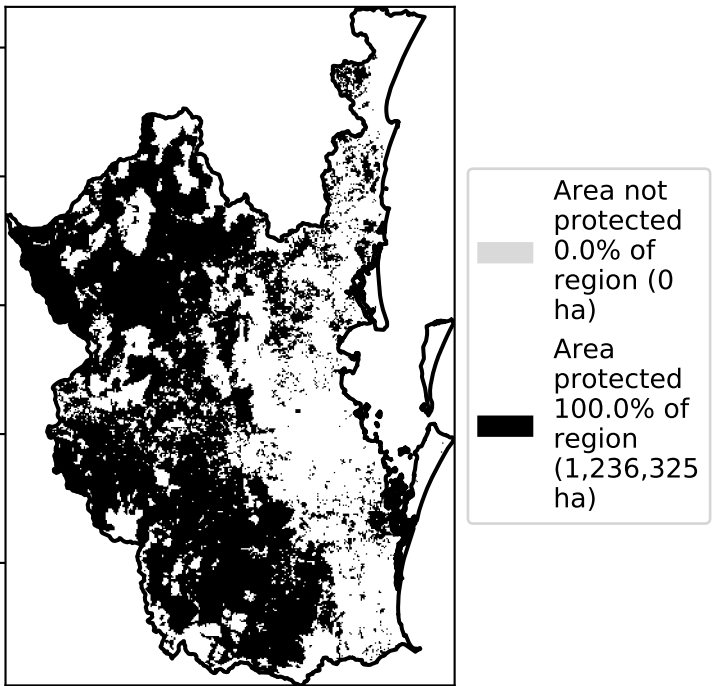 Area not
protected
0.0% of
region (0
ha)
Area
protected
100.0% of
region
(1,236,325
ha)